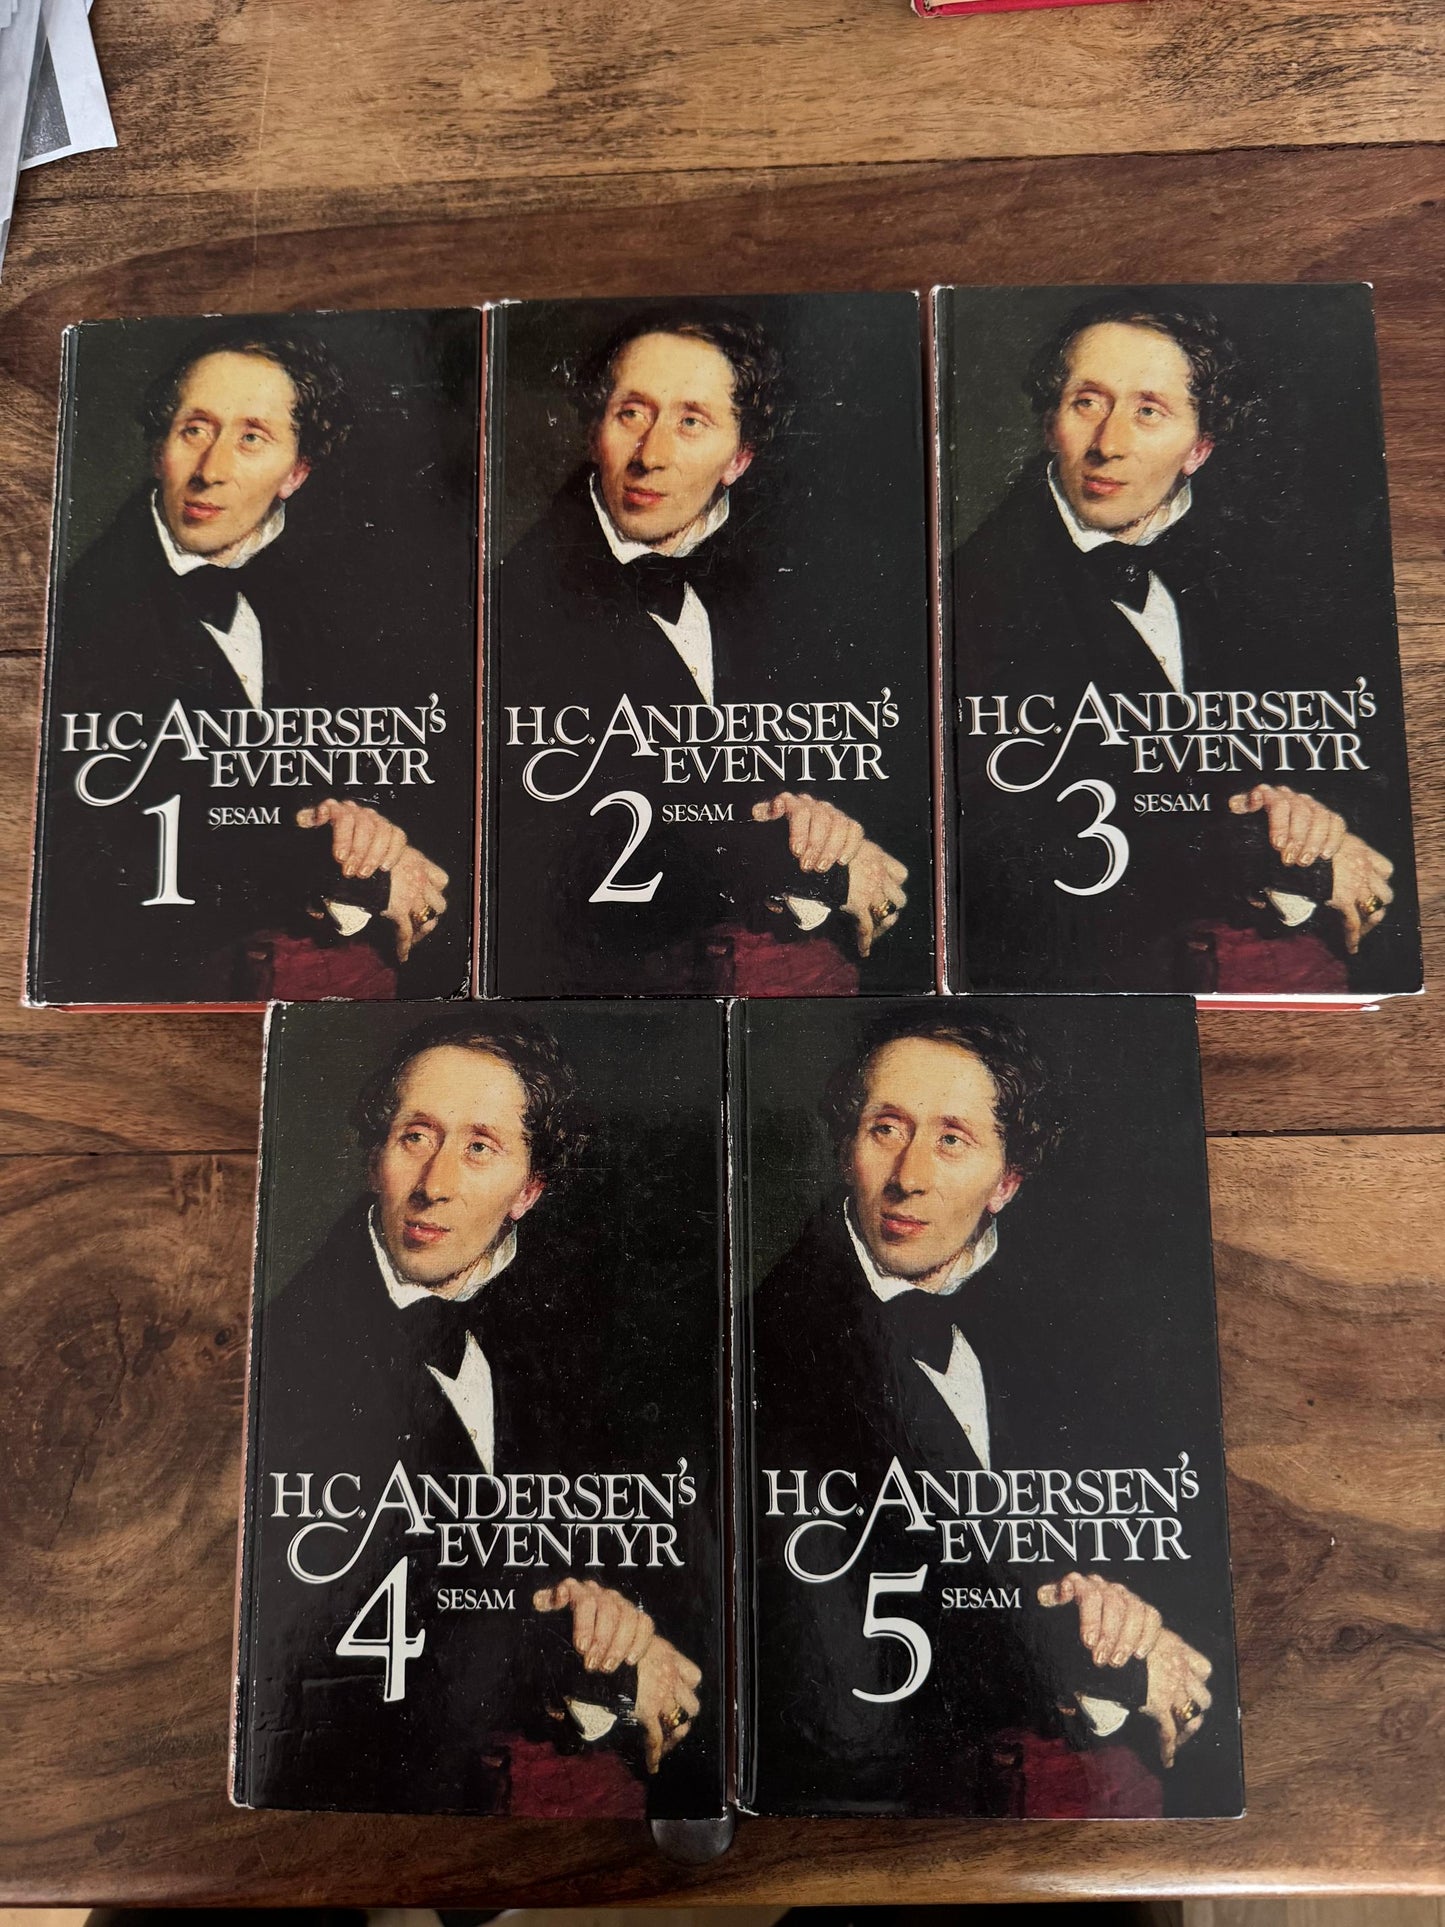 H.C. ANDERSEN's
EVENTYR
1 SESAM
H.C. ANDERSEN's
EVENTYR
2 SESAM
H.C. ANDERSEN's
EVENTYR
3 SESAM
H.C. ANDERSEN's
EVENTYR
4 SESAM
H.C. ANDERSEN's
EVENTYR
5 SESAM